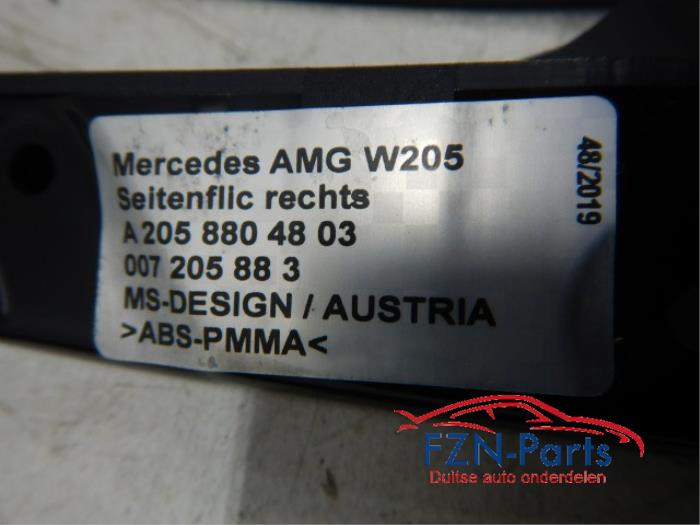 Mercedes AMG W205
Seitenflic rechts
A 205 880 48 03
007 205 88 3
MS-DESIGN / AUSTRIA
>ABS-PMMA<
48/2019
FZN-Parts
Duitse auto onderdelen